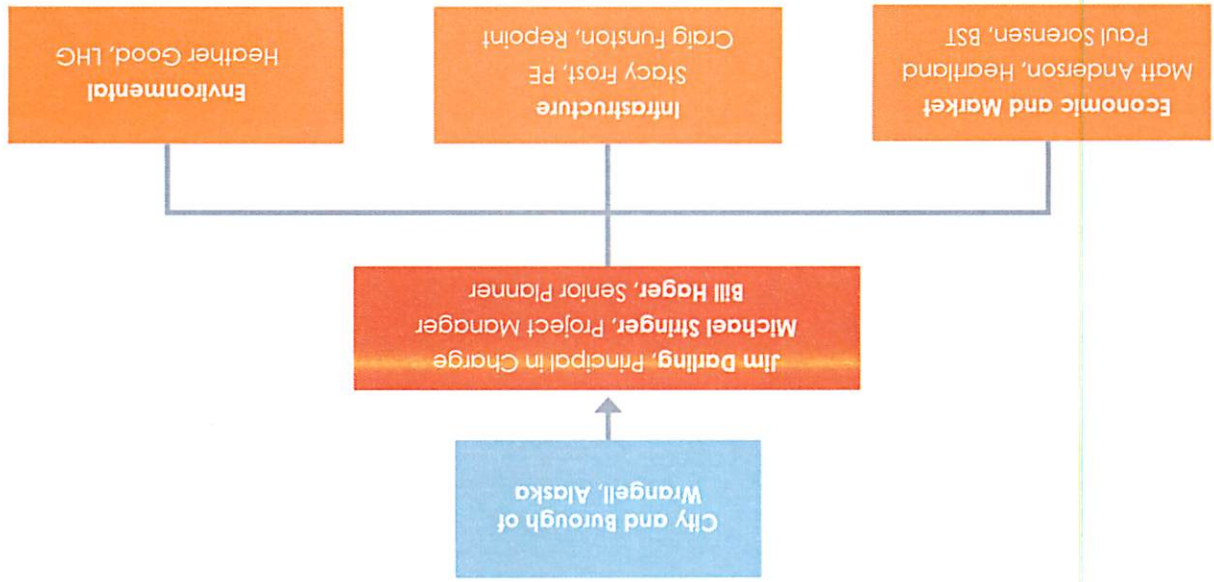 City and Burough of
Wrangell, Alaska
Jim Darling, Principal in Charge
Michael Stringer, Project Manager
Bill Hager, Senior Planner
Economic and Market
Matt Anderson, Heartland
Paul Sorensen, BST
Infrastructure
Stacy Frost, PE
Craig Funston, Repoint
Environmental
Heather Good, LHG